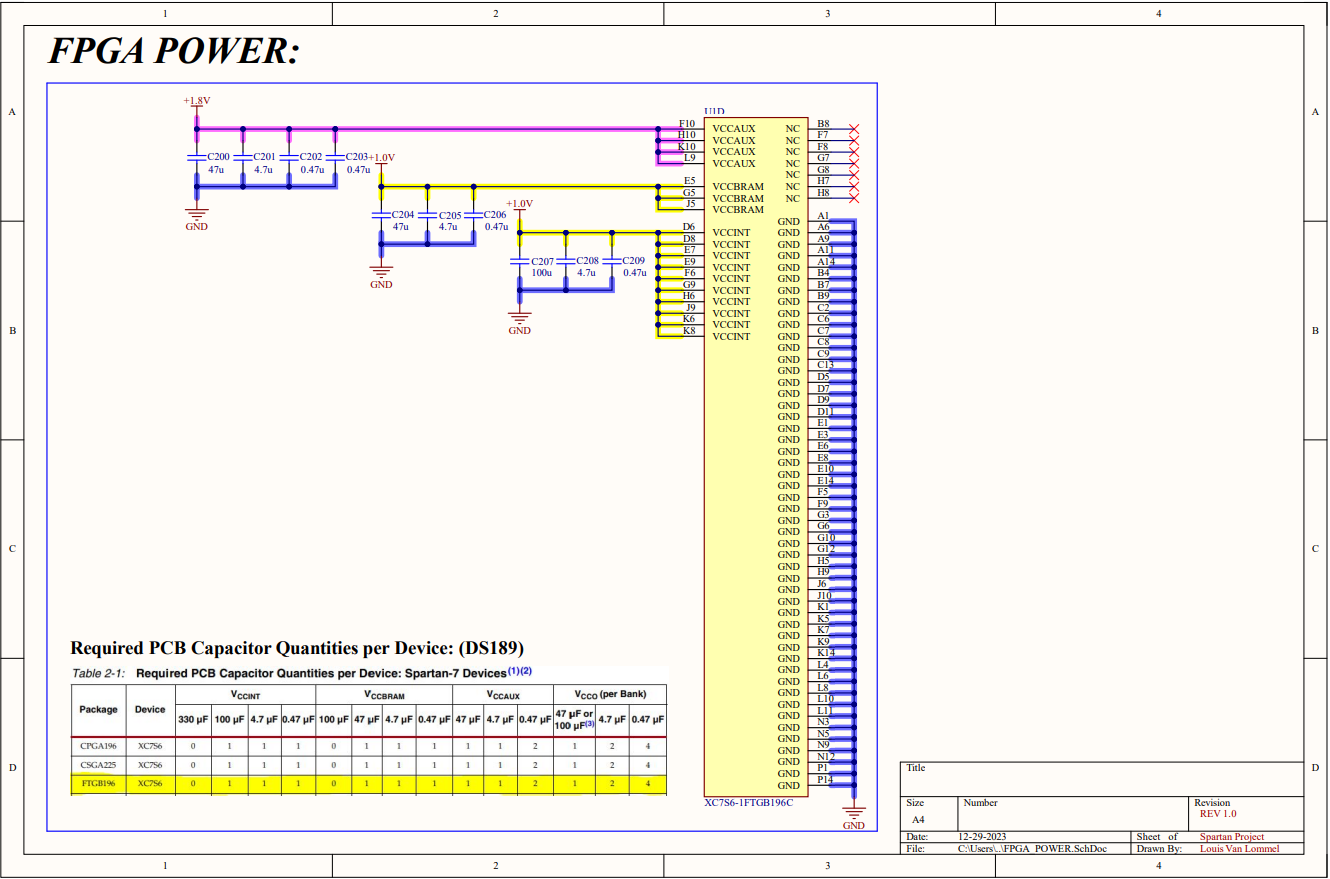 1 2 3 4
FPGA POWER:
A A
+1.8V
C200 C201 C202 C203
47u 4.7u 0.47u 0.47u
GND
+1.0V
C204 C205 C206
47u 4.7u 0.47u
GND
+1.0V
C207 C208 C209
100u 4.7u 0.47u
GND
U1D
F10 VCCAUX NC B8
H10 VCCAUX NC F7
K10 VCCAUX NC F8
L9 VCCAUX NC G7
NC G8
E5 VCCBRAM NC H7
G5 VCCBRAM NC H8
J5 VCCBRAM
GND A1
D6 VCCINT GND A6
D8 VCCINT GND A9
E7 VCCINT GND A11
E9 VCCINT GND A14
F6 VCCINT GND B4
G9 VCCINT GND B7
H6 VCCINT GND B9
J9 VCCINT GND C2
K6 VCCINT GND C6
K8 VCCINT GND C7
GND C8
GND C9
GND C13
GND D5
GND D7
GND D9
GND D11
GND E1
GND E3
GND E6
GND E8
GND E10
GND E14
GND F5
GND F9
GND G3
GND G6
GND G10
GND G12
GND H5
GND H9
GND J6
GND J10
GND K1
GND K5
GND K7
GND K9
GND K14
GND L4
GND L6
GND L8
GND L10
GND L11
GND N3
GND N5
GND N9
GND N12
GND P1
GND P14
XC7S6-1FTGB196C
GND
B B
C C
Required PCB Capacitor Quantities per Device: (DS189)
Table 2-1: Required PCB Capacitor Quantities per Device: Spartan-7 Devices(1)(2)
Package Device VCCINT VCCBRAM VCCAUX VCCO (per Bank)
330 µF 100 µF 4.7 µF 0.47 µF 100 µF 47 µF 4.7 µF 0.47 µF 47 µF 4.7 µF 0.47 µF 47 µF or 100 µF(3) 4.7 µF 0.47 µF
CPGA196 XC7S6 0 1 1 1 0 1 1 1 1 1 2 1 2 4
CSGA225 XC7S6 0 1 1 1 0 1 1 1 1 1 2 1 2 4
FTGB196 XC7S6 0 1 1 1 0 1 1 1 1 1 2 1 2 4
D D
Title
Size Number Revision
A4 REV 1.0
Date: 12-29-2023 Sheet of Spartan Project
File: C:\Users\..\FPGA_POWER.SchDoc Drawn By: Louis Van Lommel
1 2 3 4